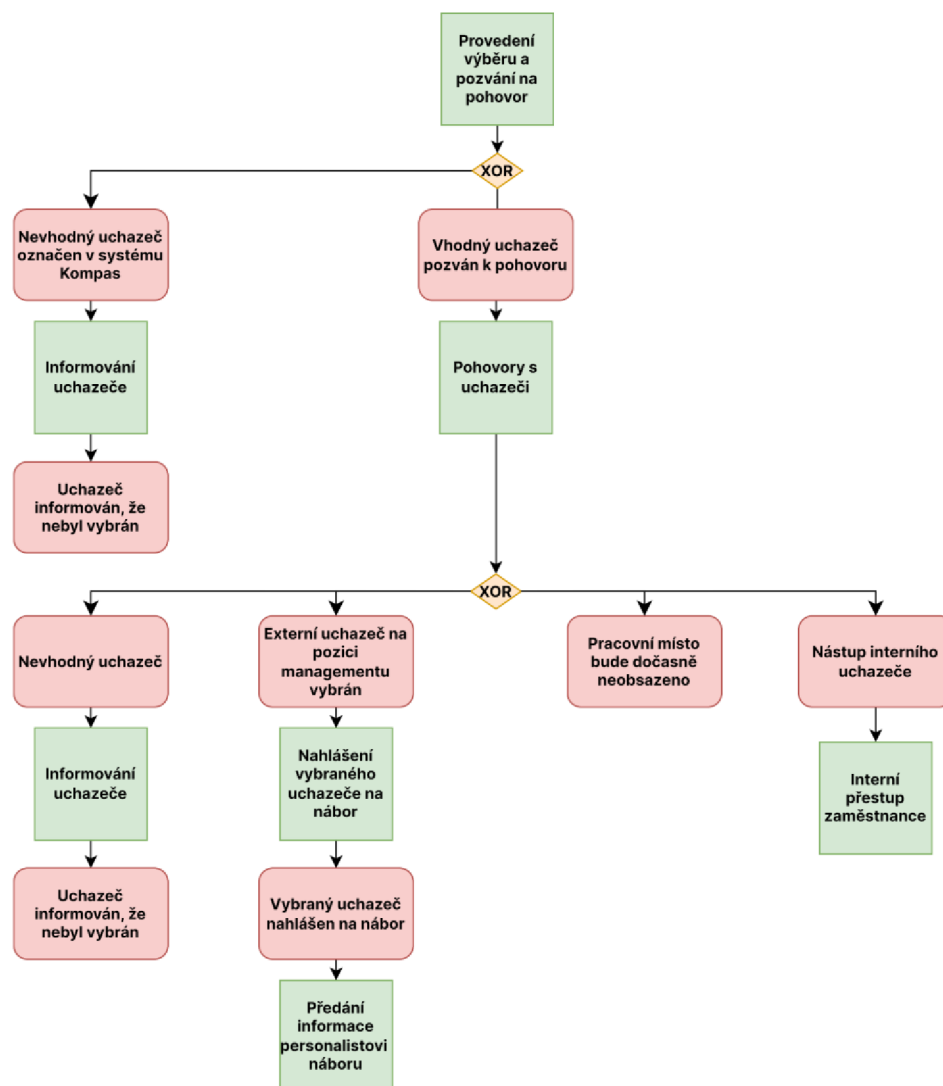 Provedení
výběru a
pozvání na
pohovor
XOR
Nevhodný uchazeč
označen v systému
Kompas
Vhodný uchazeč
pozván k pohovoru
Informování
uchazeče
Pohovory s
uchazeči
Uchazeč
informován, že
nebyl vybrán
XOR
Nevhodný uchazeč
Externí uchazeč na
pozici
managementu
vybrán
Pracovní místo
bude dočasně
neobsazeno
Nástup interního
uchazeče
Informování
uchazeče
Nahlášení
vybraného
uchazeče na
nábor
Interní
přestup
zaměstnance
Uchazeč
informován, že
nebyl vybrán
Vybraný uchazeč
nahlášen na nábor
Předání
informace
personalistovi
náboru